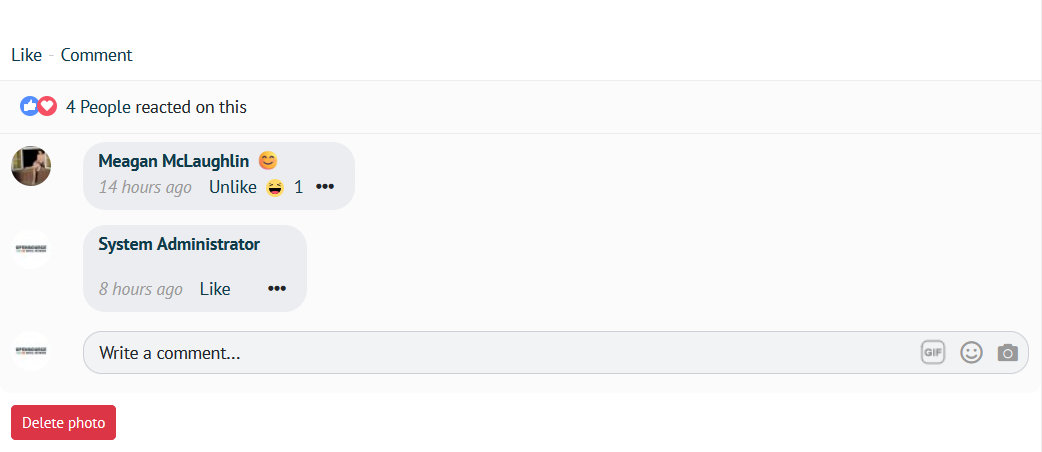 Like - Comment
4 People reacted on this
Meagan McLaughlin 😊
14 hours ago Unlike 😆 1 •••
System Administrator
8 hours ago Like •••
Write a comment... GIF
Delete photo